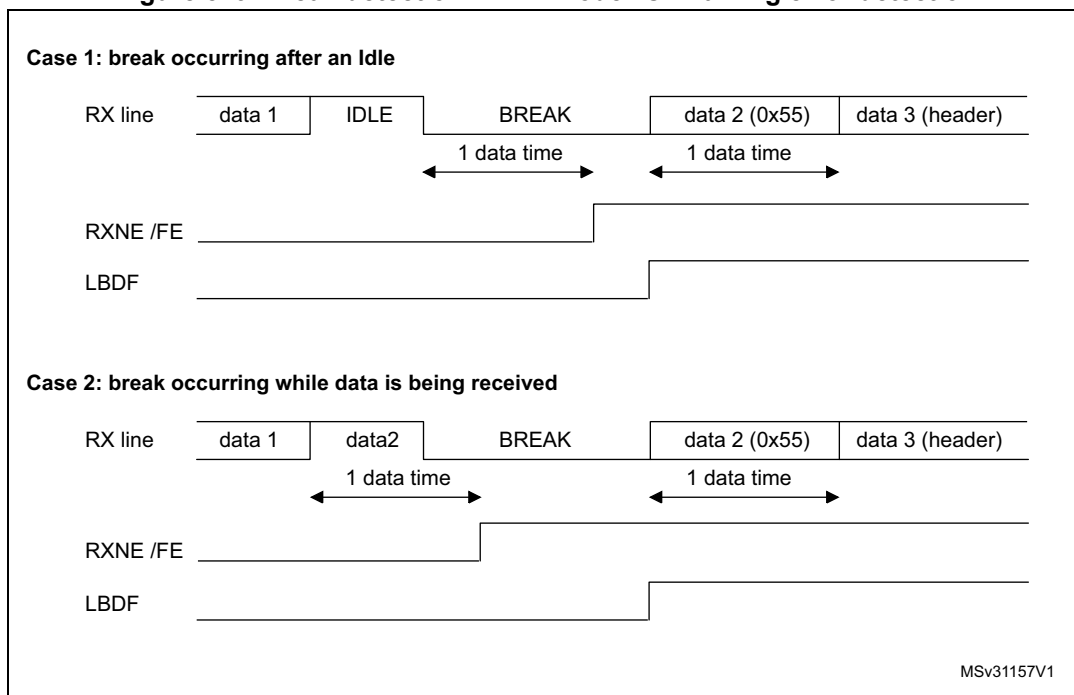 Case 1: break occurring after an Idle
RX line data 1 IDLE BREAK data 2 (0x55) data 3 (header)
1 data time 1 data time
RXNE /FE
LBDF
Case 2: break occurring while data is being received
RX line data 1 data2 BREAK data 2 (0x55) data 3 (header)
1 data time 1 data time
RXNE /FE
LBDF
MSv31157V1